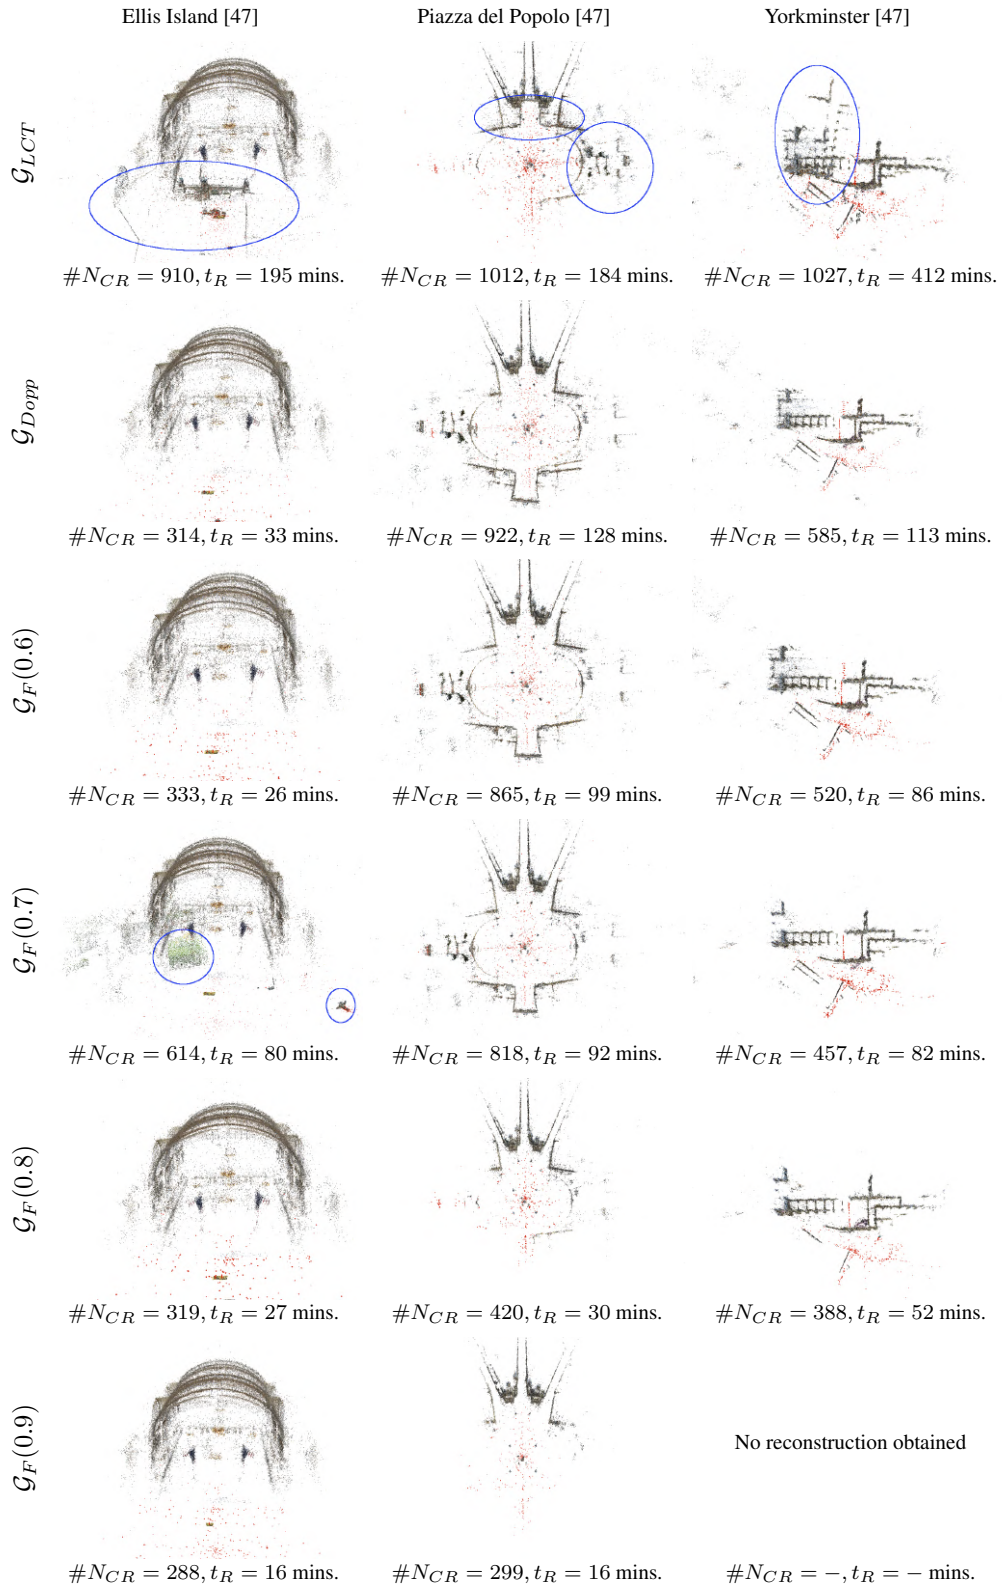 Ellis Island [47] Piazza del Popolo [47] Yorkminster [47]
G_{LCT}
#N_{CR} = 910, t_R = 195 mins. #N_{CR} = 1012, t_R = 184 mins. #N_{CR} = 1027, t_R = 412 mins.
G_{Dopp}
#N_{CR} = 314, t_R = 33 mins. #N_{CR} = 922, t_R = 128 mins. #N_{CR} = 585, t_R = 113 mins.
G_F(0.6)
#N_{CR} = 333, t_R = 26 mins. #N_{CR} = 865, t_R = 99 mins. #N_{CR} = 520, t_R = 86 mins.
G_F(0.7)
#N_{CR} = 614, t_R = 80 mins. #N_{CR} = 818, t_R = 92 mins. #N_{CR} = 457, t_R = 82 mins.
G_F(0.8)
#N_{CR} = 319, t_R = 27 mins. #N_{CR} = 420, t_R = 30 mins. #N_{CR} = 388, t_R = 52 mins.
G_F(0.9)
No reconstruction obtained
#N_{CR} = 288, t_R = 16 mins. #N_{CR} = 299, t_R = 16 mins. #N_{CR} = −, t_R = − mins.